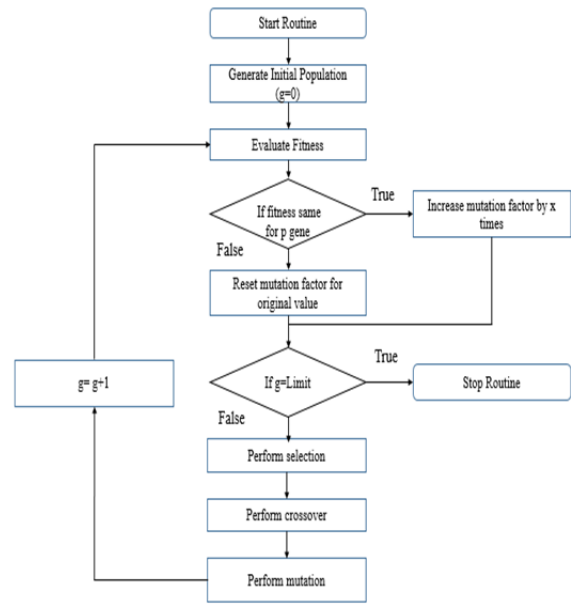 Start Routine
Generate Initial Population
(g=0)
Evaluate Fitness
If fitness same
for p gene
True
Increase mutation factor by x
times
False
Reset mutation factor for
original value
If g=Limit
True
Stop Routine
False
g= g+1
Perform selection
Perform crossover
Perform mutation